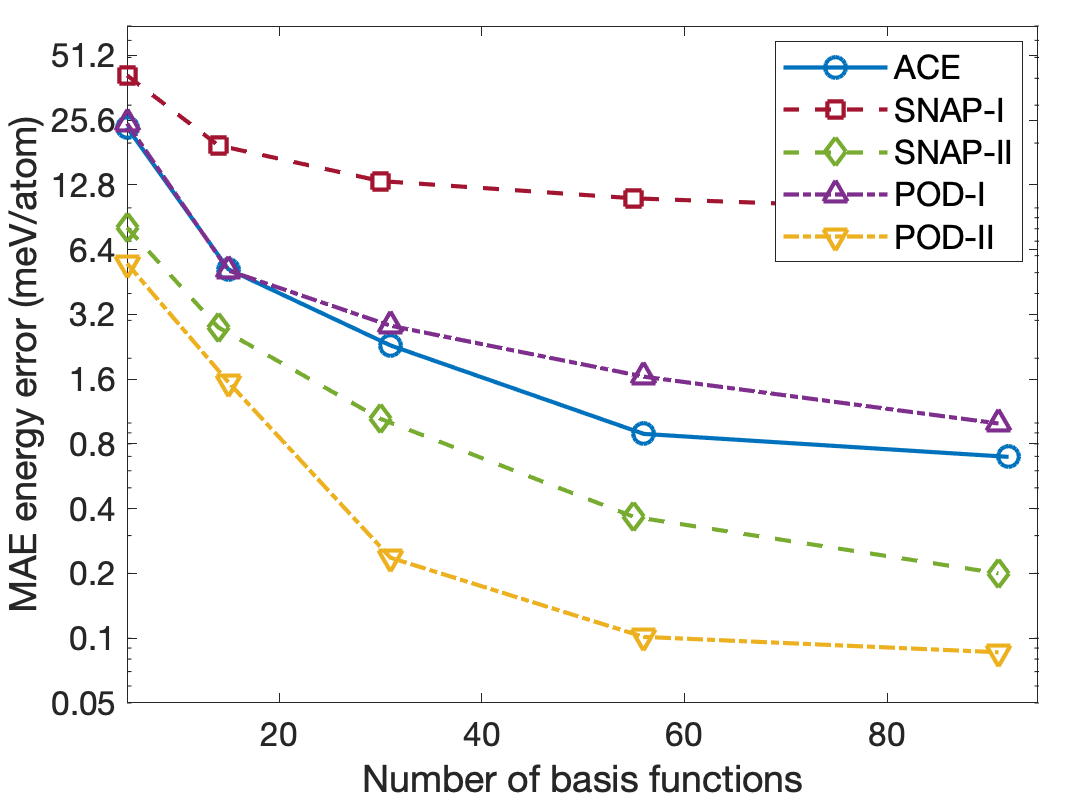 MAE energy error (meV/atom)
51.2
25.6
12.8
6.4
3.2
1.6
0.8
0.4
0.2
0.1
0.05
ACE
SNAP-I
SNAP-II
POD-I
POD-II
20
40
60
80
Number of basis functions